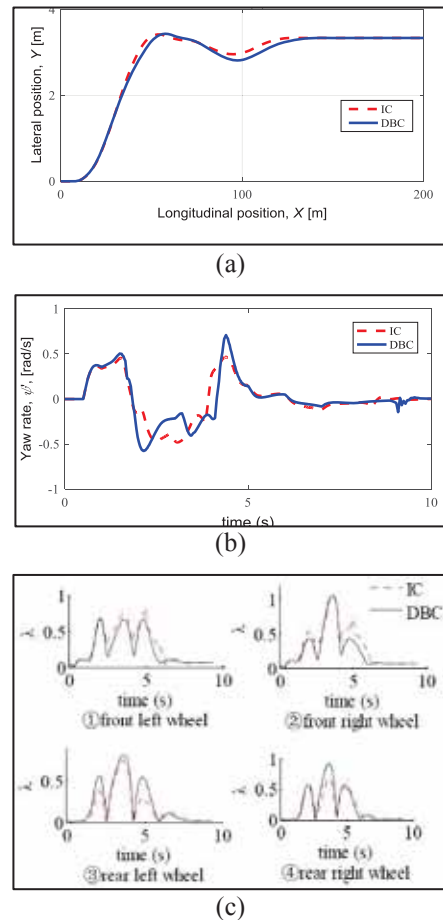 4
2
0
0
100
200
Lateral position, Y [m]
Longitudinal position, X [m]
IC
DBC
(a)
1
0.5
0
-0.5
-1
0
5
10
Yaw rate, ψ̇, [rad/s]
time (s)
IC
DBC
(b)
IC
DBC
1
0.5
0
0
5
10
λ
time (s)
①front left wheel
1
0.5
0
0
5
10
λ
time (s)
②front right wheel
0.5
0
0
5
10
λ
time (s)
③rear left wheel
0.5
0
0
5
10
λ
time (s)
④rear right wheel
(c)